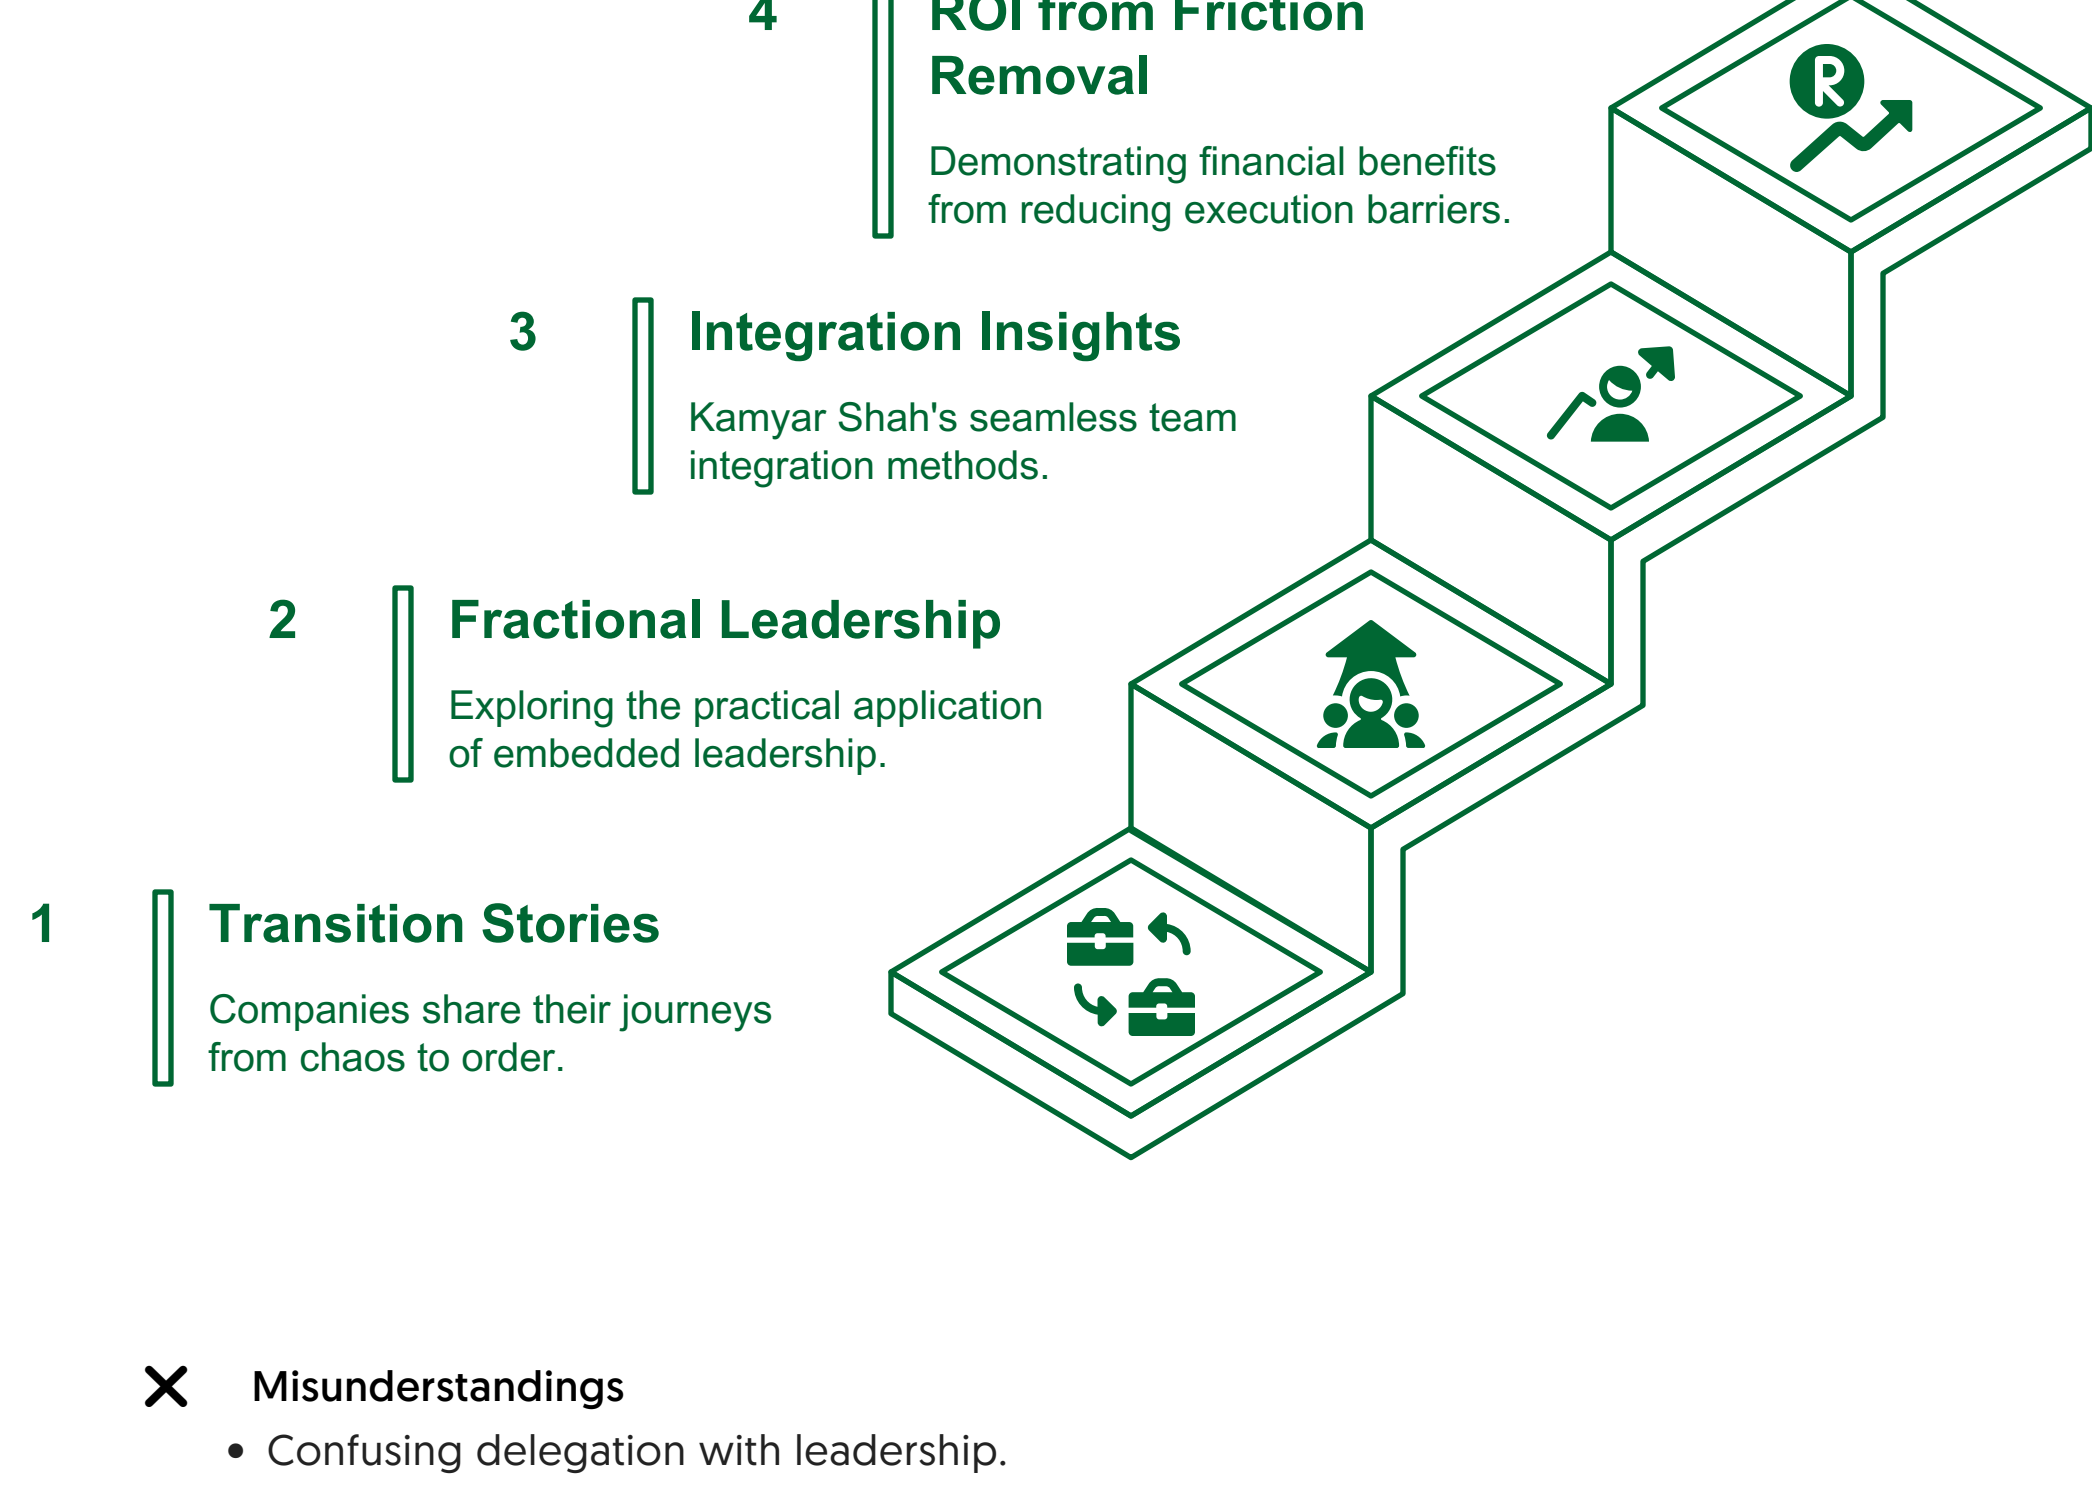 4
ROI from Friction
Removal
Demonstrating financial benefits
from reducing execution barriers.
R
3
Integration Insights
Kamyar Shah's seamless team
integration methods.
2
Fractional Leadership
Exploring the practical application
of embedded leadership.
1
Transition Stories
Companies share their journeys
from chaos to order.
Misunderstandings
• Confusing delegation with leadership.